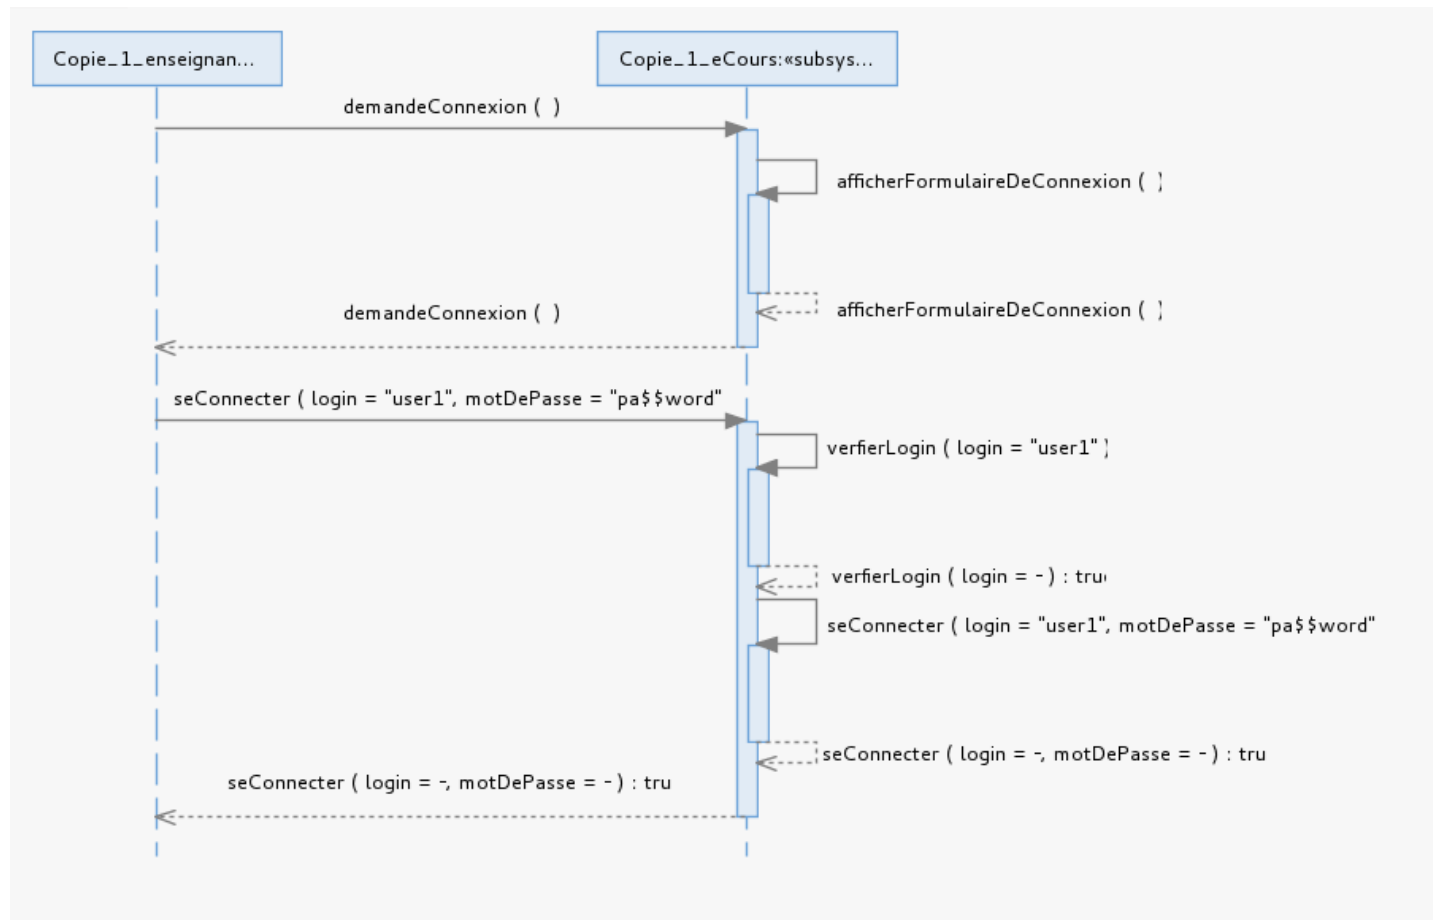 Copie_1_enseignan...
Copie_1_eCours:«subsys...
demandeConnexion ( )
afficherFormulaireDeConnexion ( )
demandeConnexion ( )
afficherFormulaireDeConnexion ( )
seConnecter ( login = "user1", motDePasse = "pa$$word"
verfierLogin ( login = "user1" )
verfierLogin ( login = - ) : true
seConnecter ( login = "user1", motDePasse = "pa$$word"
seConnecter ( login = -, motDePasse = - ) : tru
seConnecter ( login = -, motDePasse = - ) : tru